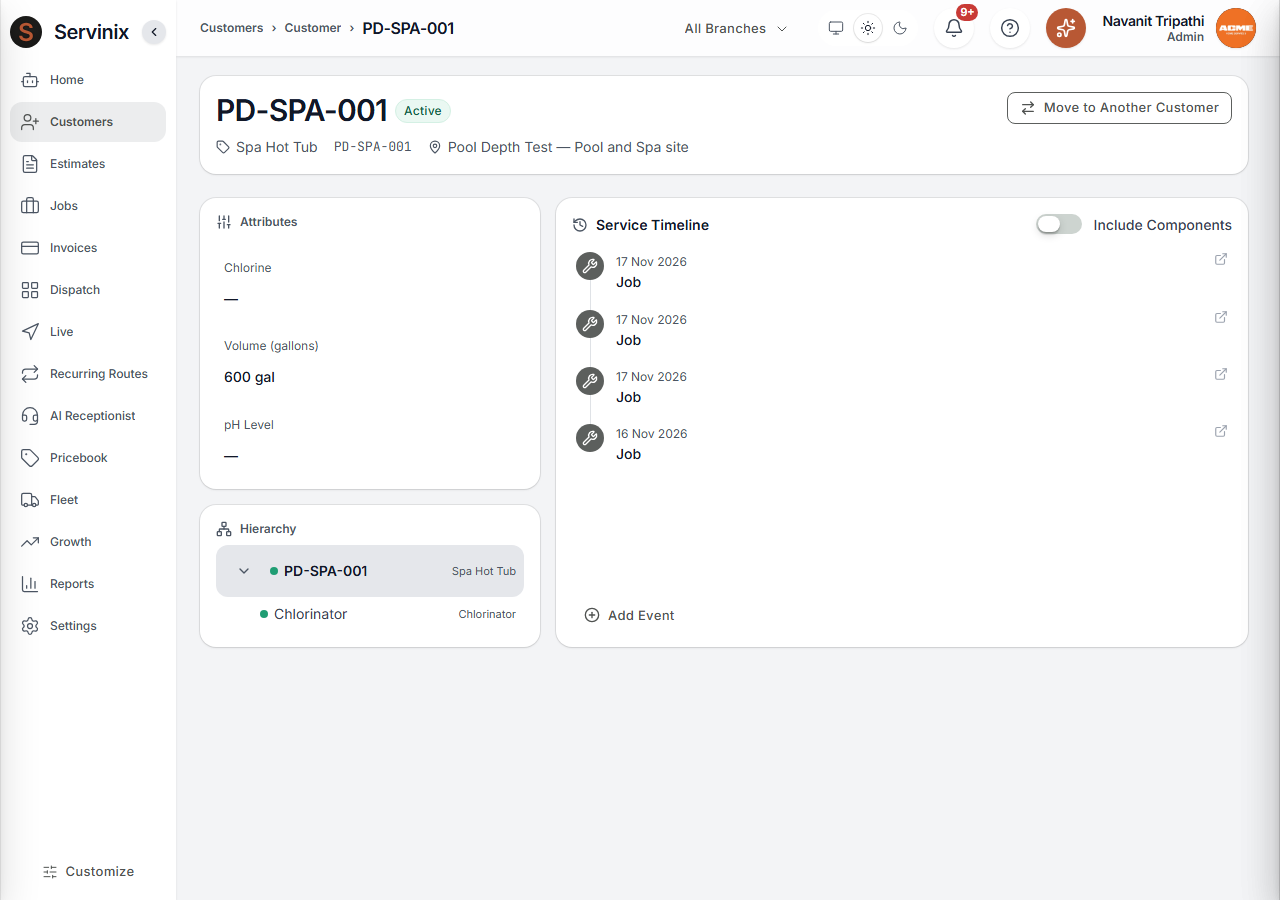 Servinix
Home
Customers
Estimates
Jobs
Invoices
Dispatch
Live
Recurring Routes
AI Receptionist
Pricebook
Fleet
Growth
Reports
Settings
Customize
Customers › Customer › PD-SPA-001
All Branches
9+
Navanit Tripathi
Admin
ACME
PD-SPA-001 Active
Move to Another Customer
Spa Hot Tub PD-SPA-001 Pool Depth Test — Pool and Spa site
Attributes
Chlorine
—
Volume (gallons)
600 gal
pH Level
—
Hierarchy
PD-SPA-001 Spa Hot Tub
Chlorinator Chlorinator
Service Timeline
Include Components
17 Nov 2026
Job
17 Nov 2026
Job
17 Nov 2026
Job
16 Nov 2026
Job
Add Event